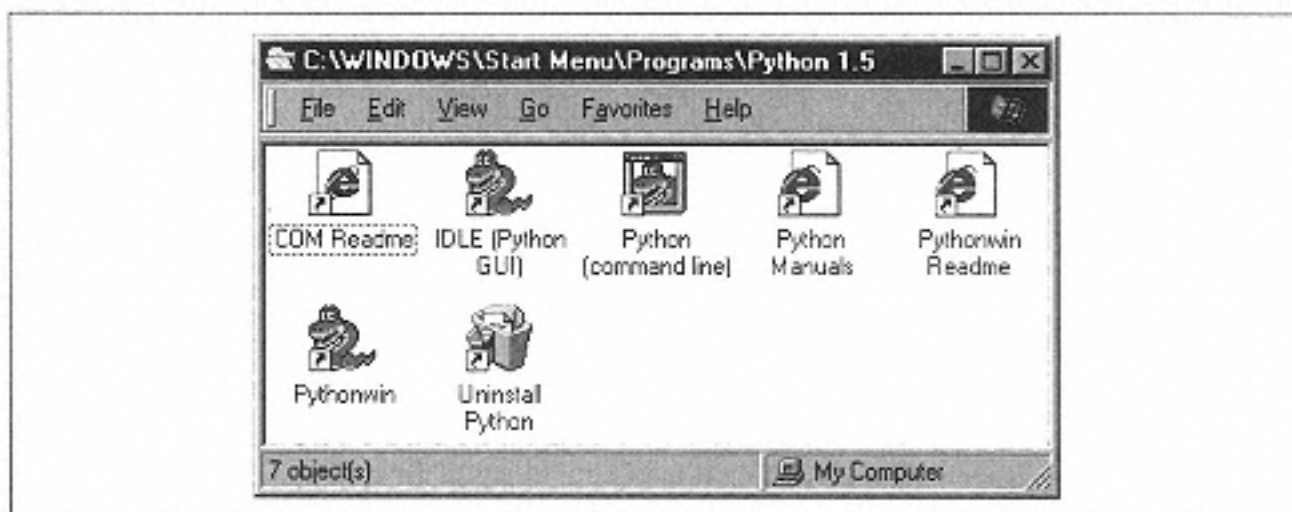 C:\WINDOWS\Start Menu\Programs\Python 1.5
File Edit View Go Favorites Help
COM Readme
IDLE (Python
GUI)
Python
(command line)
Python
Manuals
Pythonwin
Readme
Pythonwin
Uninstall
Python
7 object(s)
My Computer